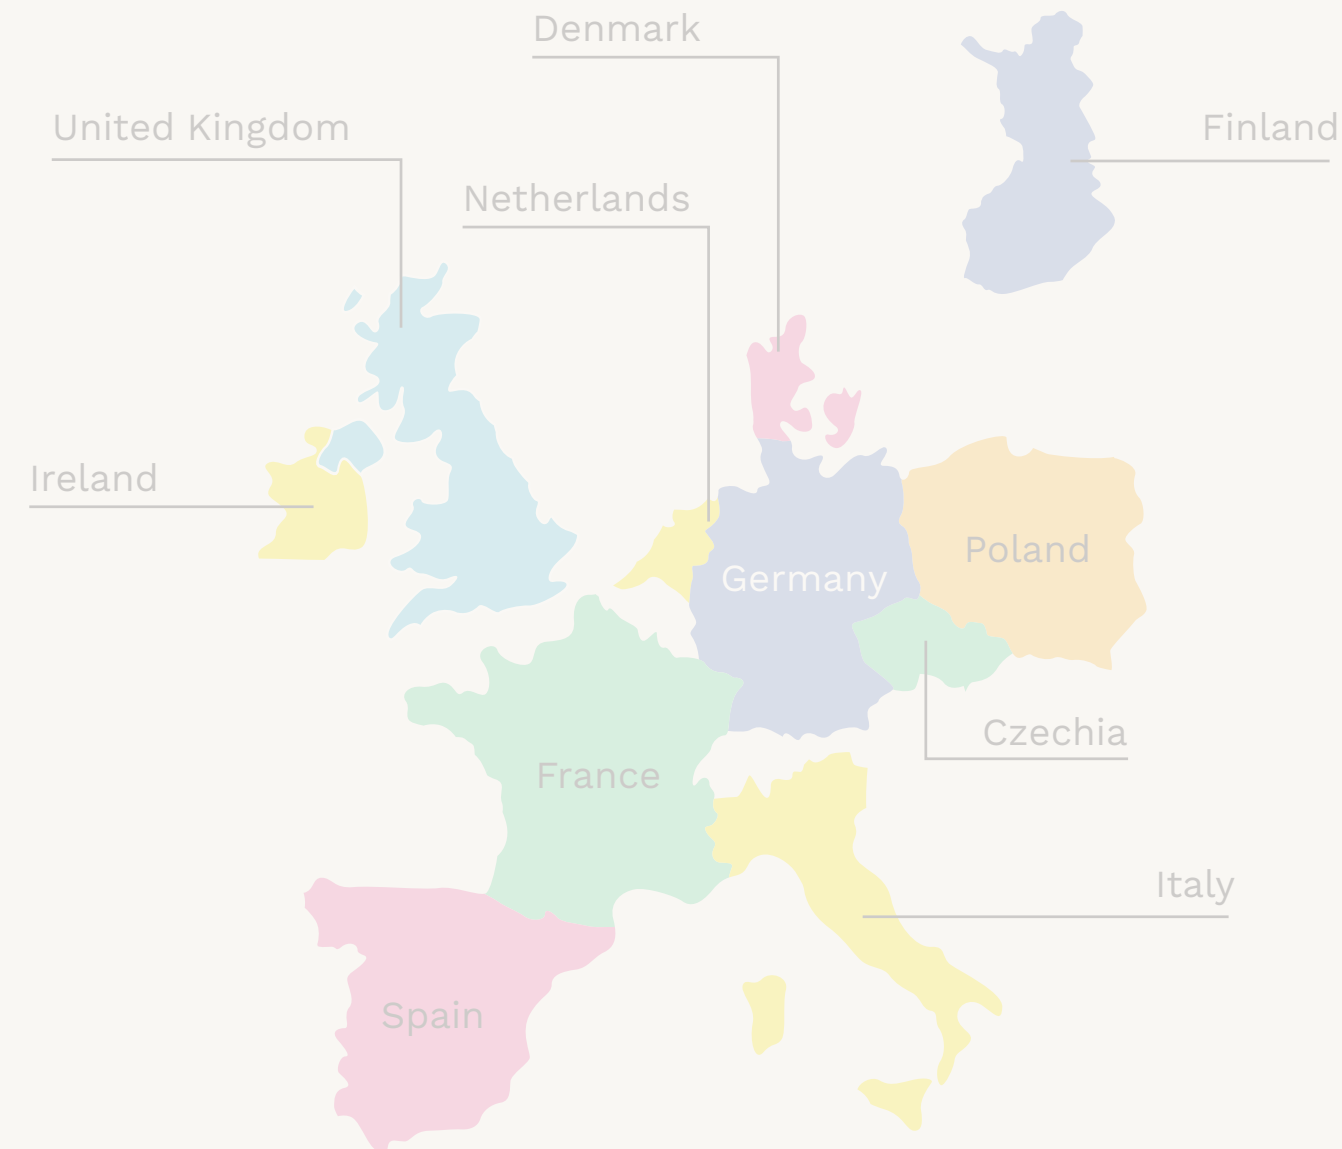 Denmark
United Kingdom
Finland
Netherlands
Ireland
Poland
Germany
Czechia
France
Italy
Spain